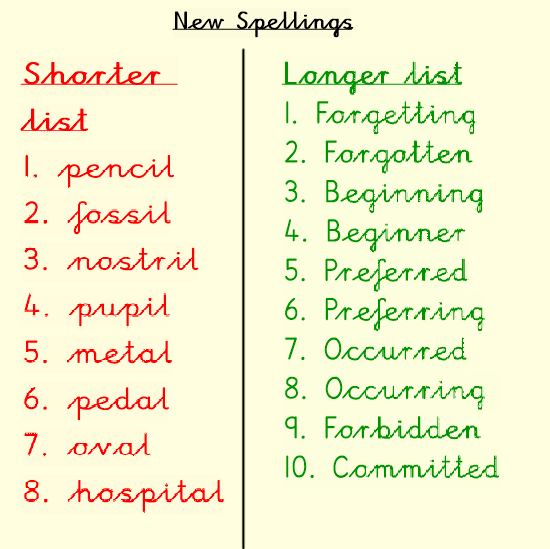 New Spellings
Shorter
list
1. pencil
2. fossil
3. nostril
4. pupil
5. metal
6. pedal
7. oval
8. hospital
Longer list
1. Forgetting
2. Forgotten
3. Beginning
4. Beginner
5. Preferred
6. Preferring
7. Occurred
8. Occurring
9. Forbidden
10. Committed